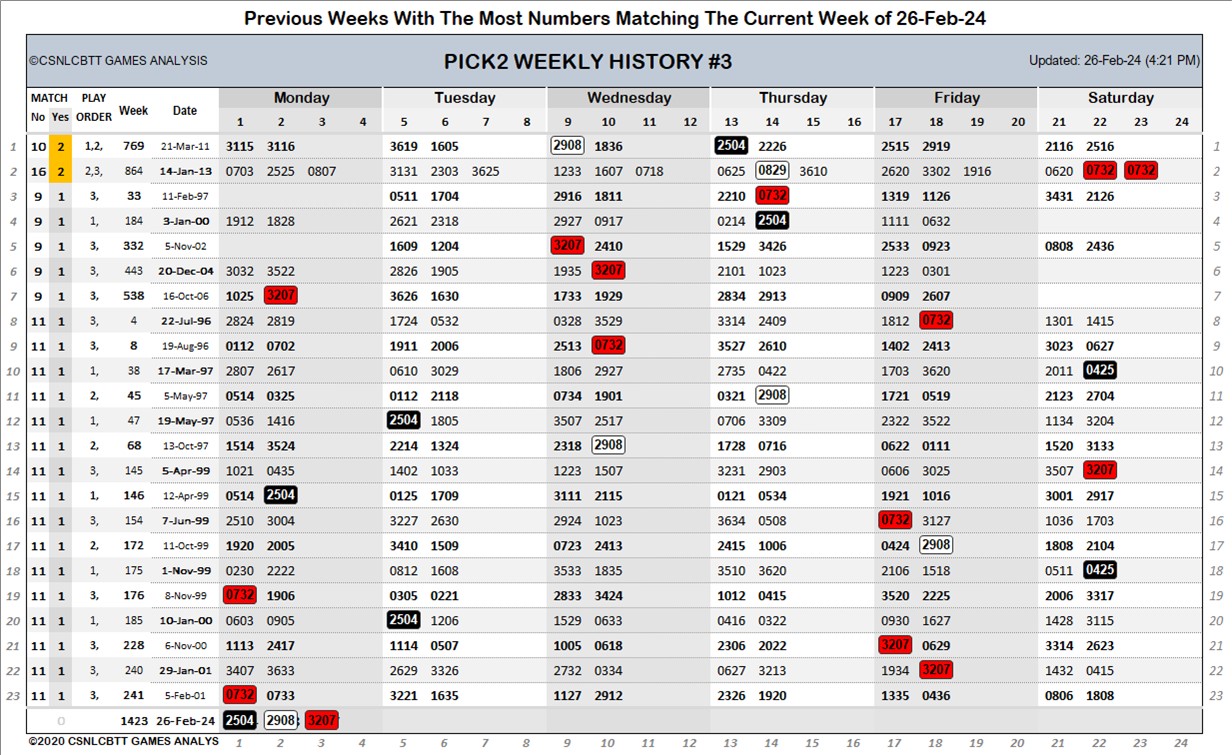 Previous Weeks With The Most Numbers Matching The Current Week of 26-Feb-24
©CSNLCBTT GAMES ANALYSIS PICK2 WEEKLY HISTORY #3 Updated: 26-Feb-24 (4:21 PM)
MATCH PLAY Week Date Monday Tuesday Wednesday Thursday Friday Saturday
No Yes ORDER 1 2 3 4 5 6 7 8 9 10 11 12 13 14 15 16 17 18 19 20 21 22 23 24
1 10 2 1,2, 769 21-Mar-11 3115 3116 3619 1605 2908 1836 2504 2226 2515 2919 2116 2516 1
2 16 2 2,3, 864 14-Jan-13 0703 2525 0807 3131 2303 3625 1233 1607 0718 0625 0829 3610 2620 3302 1916 0620 0732 0732 2
3 9 1 3, 33 11-Feb-97 0511 1704 2916 1811 2210 0732 1319 1126 3431 2126 3
4 9 1 1, 184 3-Jan-00 1912 1828 2621 2318 2927 0917 0214 2504 1111 0632 4
5 9 1 3, 332 5-Nov-02 1609 1204 3207 2410 1529 3426 2533 0923 0808 2436 5
6 9 1 3, 443 20-Dec-04 3032 3522 2826 1905 1935 3207 2101 1023 1223 0301 6
7 9 1 3, 538 16-Oct-06 1025 3207 3626 1630 1733 1929 2834 2913 0909 2607 7
8 11 1 3, 4 22-Jul-96 2824 2819 1724 0532 0328 3529 3314 2409 1812 0732 1301 1415 8
9 11 1 3, 8 19-Aug-96 0112 0702 1911 2006 2513 0732 3527 2610 1402 2413 3023 0627 9
10 11 1 1, 38 17-Mar-97 2807 2617 0610 3029 1806 2927 2735 0422 1703 3620 2011 0425 10
11 11 1 2, 45 5-May-97 0514 0325 0112 2118 0734 1901 0321 2908 1721 0519 2123 2704 11
12 11 1 1, 47 19-May-97 0536 1416 2504 1805 3507 2517 0706 3309 2322 3522 1134 3204 12
13 11 1 2, 68 13-Oct-97 1514 3524 2214 1324 2318 2908 1728 0716 0622 0111 1520 3133 13
14 11 1 3, 145 5-Apr-99 1021 0435 1402 1033 1223 1507 3231 2903 0606 3025 3507 3207 14
15 11 1 1, 146 12-Apr-99 0514 2504 0125 1709 3111 2115 0121 0534 1921 1016 3001 2917 15
16 11 1 3, 154 7-Jun-99 2510 3004 3227 2630 2924 1023 3634 0508 0732 3127 1036 1703 16
17 11 1 2, 172 11-Oct-99 1920 2005 3410 1509 0723 2413 2415 1006 0424 2908 1808 2104 17
18 11 1 1, 175 1-Nov-99 0230 2222 0812 1608 3533 1835 3510 3620 2106 1518 0511 0425 18
19 11 1 3, 176 8-Nov-99 0732 1906 0305 0221 2833 3424 1012 0415 3520 2225 2006 3317 19
20 11 1 1, 185 10-Jan-00 0603 0905 2504 1206 1529 0633 0416 0322 0930 1627 1428 3115 20
21 11 1 3, 228 6-Nov-00 1113 2417 1114 0507 1005 0618 2306 2022 3207 0629 3314 2623 21
22 11 1 3, 240 29-Jan-01 3407 3633 2629 3326 2732 0334 0627 3213 1934 3207 1432 0415 22
23 11 1 3, 241 5-Feb-01 0732 0733 3221 1635 1127 2912 2326 1920 1335 0436 0806 1808 23
0 1423 26-Feb-24 2504 2908 3207
©2020 CSNLCBTT GAMES ANALYS 1 2 3 4 5 6 7 8 9 10 11 12 13 14 15 16 17 18 19 20 21 22 23 24